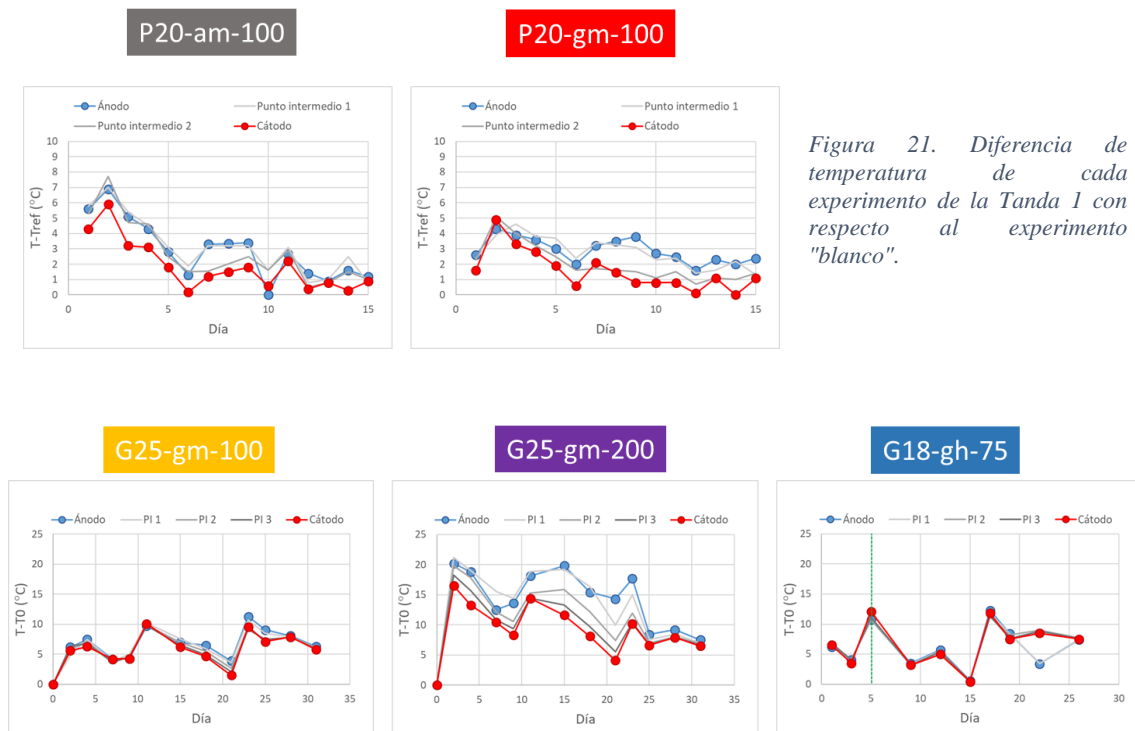 P20-am-100
P20-gm-100
Ánodo
Punto intermedio 1
Punto intermedio 2
Cátodo
T-Tref (°C)
10
9
8
7
6
5
4
3
2
1
0
0
5
10
15
Día
Ánodo
Punto intermedio 1
Punto intermedio 2
Cátodo
T-Tref (°C)
10
9
8
7
6
5
4
3
2
1
0
0
5
10
15
Día
Figura 21. Diferencia de
temperatura de cada
experimento de la Tanda 1 con
respecto al experimento
"blanco".
G25-gm-100
G25-gm-200
G18-gh-75
Ánodo PI 1 PI 2 PI 3 Cátodo
T-T0 (°C)
25
20
15
10
5
0
0 5 10 15 20 25 30 35
Día
Ánodo PI 1 PI 2 PI 3 Cátodo
T-T0 (°C)
25
20
15
10
5
0
0 5 10 15 20 25 30 35
Día
Ánodo PI 1 PI 2 PI 3 Cátodo
T-T0 (°C)
25
20
15
10
5
0
0 5 10 15 20 25 30
Día